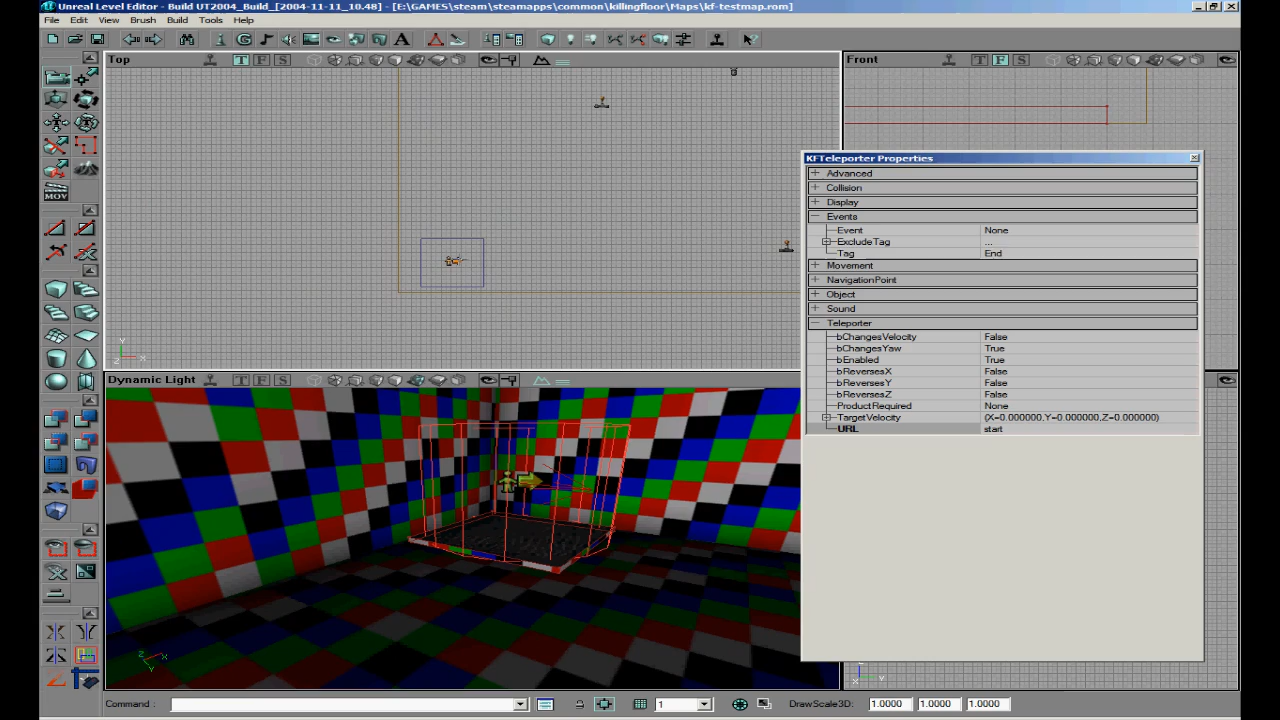 Unreal Level Editor - Build UT2004_Build_[2004-11-11_10.48] - [E:\GAMES\steam\steamapps\common\killingfloor\Maps\kf-testmap.rom]
File Edit View Brush Build Tools Help
Top T F S
Front T F S
KFTeleporter Properties
Advanced
Collision
Display
Events
Event None
ExcludeTag ...
Tag End
Movement
NavigationPoint
Object
Sound
Teleporter
bChangesVelocity False
bChangesYaw True
bEnabled True
bReversesX False
bReversesY False
bReversesZ False
ProductRequired None
TargetVelocity (X=0.000000,Y=0.000000,Z=0.000000)
URL start
MOV
Y
Z X
Dynamic Light T F S
Z X
Y
Z
X Y
Command : 1 DrawScale3D: 1.0000 1.0000 1.0000